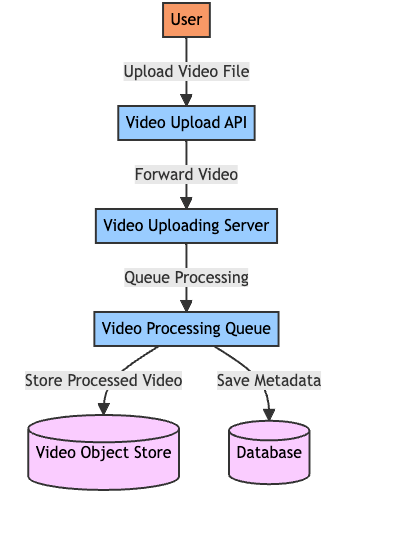 User
Upload Video File
Video Upload API
Forward Video
Video Uploading Server
Queue Processing
Video Processing Queue
Store Processed Video
Save Metadata
Video Object Store
Database